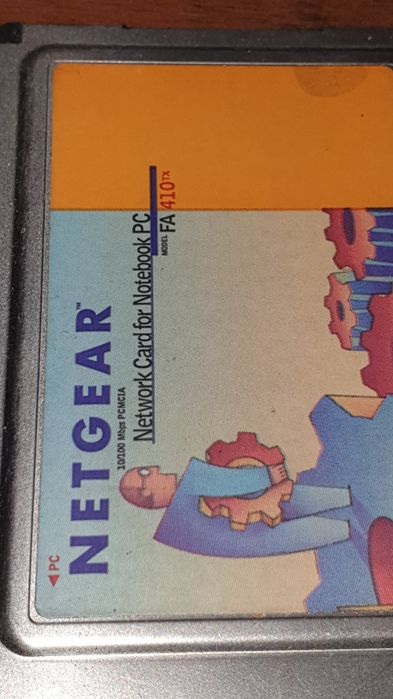 ◀PC
NETGEAR™
10/100 Mbps PCMCIA
Network Card for Notebook PC
MODEL FA 410TX